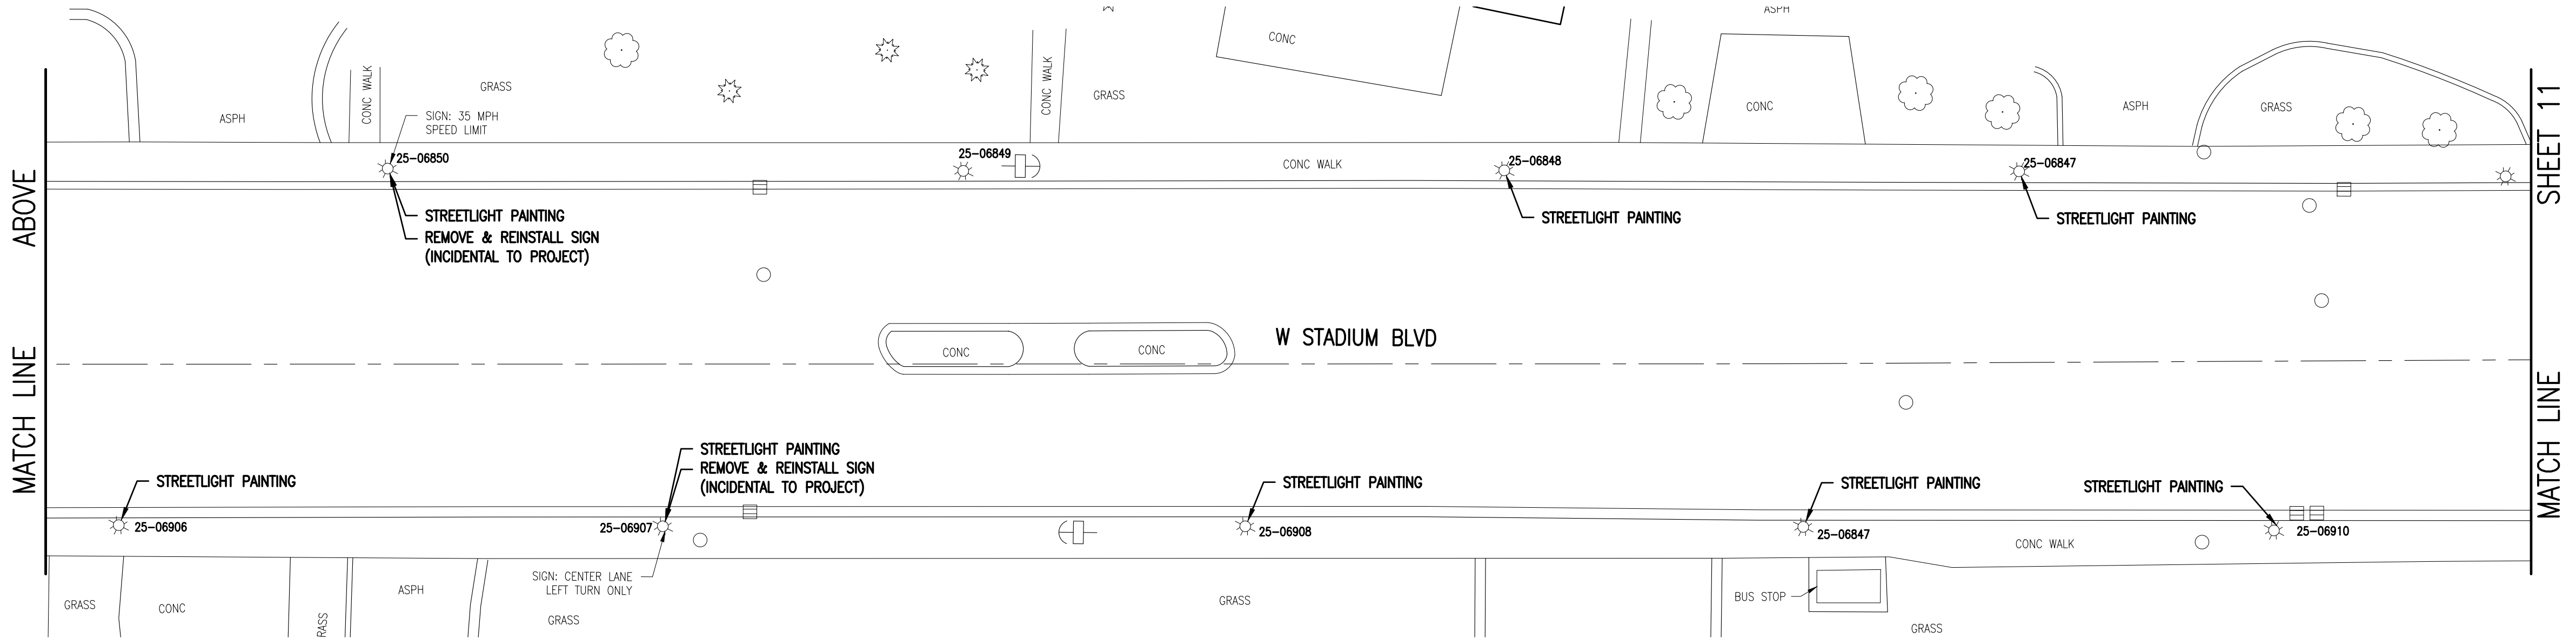 ASPH
CONC
GRASS
CONC WALK
CONC WALK
GRASS
ASPH
CONC
ASPH
GRASS
SIGN: 35 MPH
SPEED LIMIT
25-06850
25-06849
CONC WALK
25-06848
25-06847
STREETLIGHT PAINTING
REMOVE & REINSTALL SIGN
(INCIDENTAL TO PROJECT)
STREETLIGHT PAINTING
STREETLIGHT PAINTING
MATCH LINE ABOVE
MATCH LINE SHEET 11
W STADIUM BLVD
CONC
CONC
STREETLIGHT PAINTING
STREETLIGHT PAINTING
REMOVE & REINSTALL SIGN
(INCIDENTAL TO PROJECT)
STREETLIGHT PAINTING
STREETLIGHT PAINTING
STREETLIGHT PAINTING
25-06906
25-06907
25-06908
25-06847
25-06910
CONC WALK
SIGN: CENTER LANE
LEFT TURN ONLY
GRASS
CONC
RASS
ASPH
GRASS
GRASS
BUS STOP
GRASS